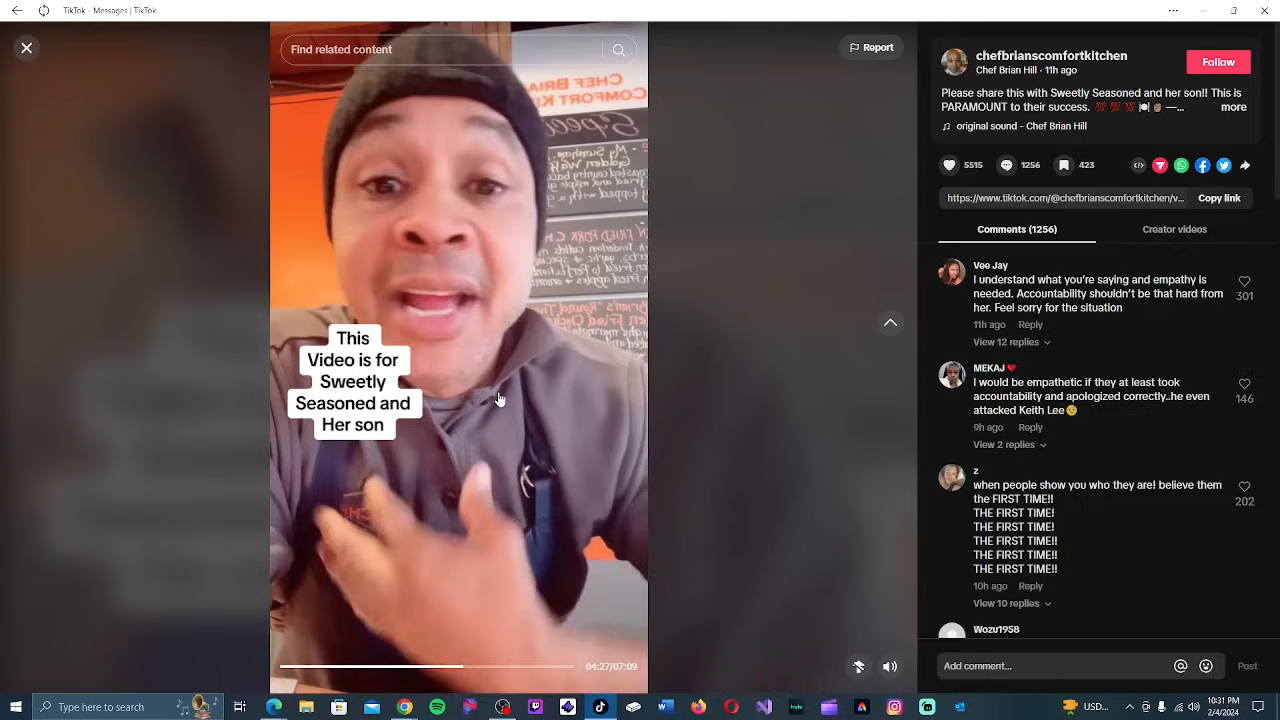 TikTok - Messages | TikTok
Find related content
CHEF BRIA
COMFORT KI
Speci
This
Video is for
Sweetly
Seasoned and
Her son
04:27/07:09
Report
chefbrianscomfortkitchen
Chef Brian Hill · 11h ago
Follow
Please share this with Sweetly Seasoned and her son!! This is
PARAMOUNT to their success. 💯 💯 💯 🍽️ ✊🏽 —... more
♫ original sound - Chef Brian Hill
5515
1256
423
https://www.tiktok.com/@chefbrianscomfortkitchen/v...
Copy link
Comments (1256)
Creator videos
Vee Jay
I understand what you're saying and empathy is
needed. Accountability shouldn't be that hard from
her. Feel sorry for the situation
301
11h ago Reply
View 12 replies
MEKAJ❤️
I would be empathetic if they at least took
accountability and apologized, correctly.. even
attacked Keith Lee🫤
146
9h ago Reply
View 2 replies
z
when people show you who they are! believe them
THE FIRST TIME!!
THE FIRST TIME!
THE FIRST TIME!
THE FIRST TIME!!
THE FIRST TIME!!
202
10h ago Reply
View 10 replies
Wozu1958
Add comment...
Post
Type here to search
10:31 PM
2/4/2024